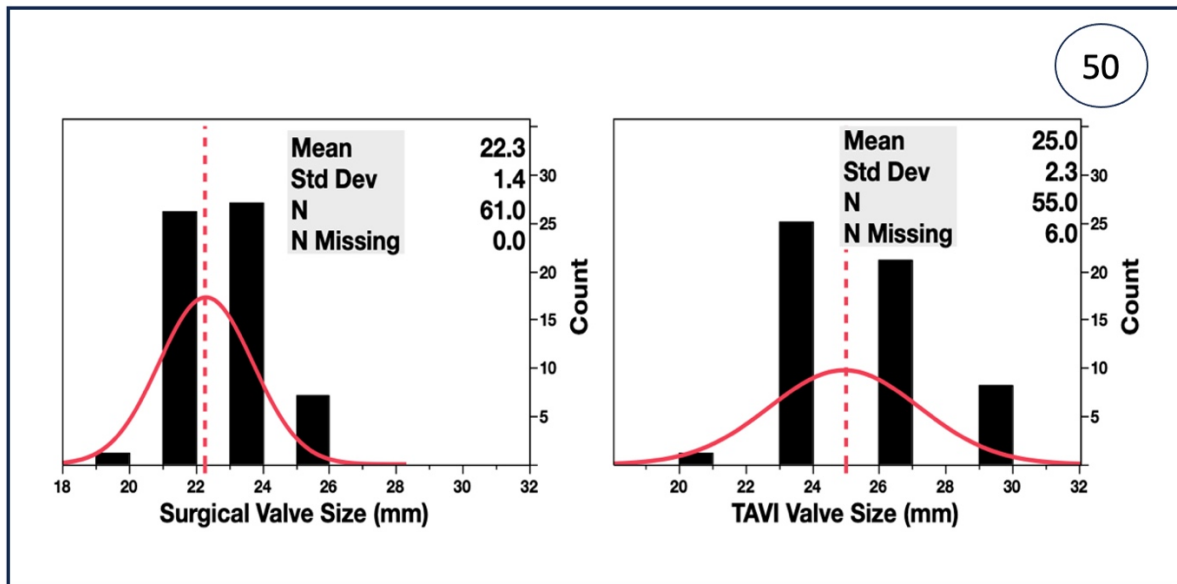 50
Mean 22.3
Std Dev 1.4
N 61.0
N Missing 0.0
30
25
20
15
10
5
Count
18 20 22 24 26 28 30 32
Surgical Valve Size (mm)
Mean 25.0
Std Dev 2.3
N 55.0
N Missing 6.0
30
25
20
15
10
5
Count
20 22 24 26 28 30 32
TAVI Valve Size (mm)